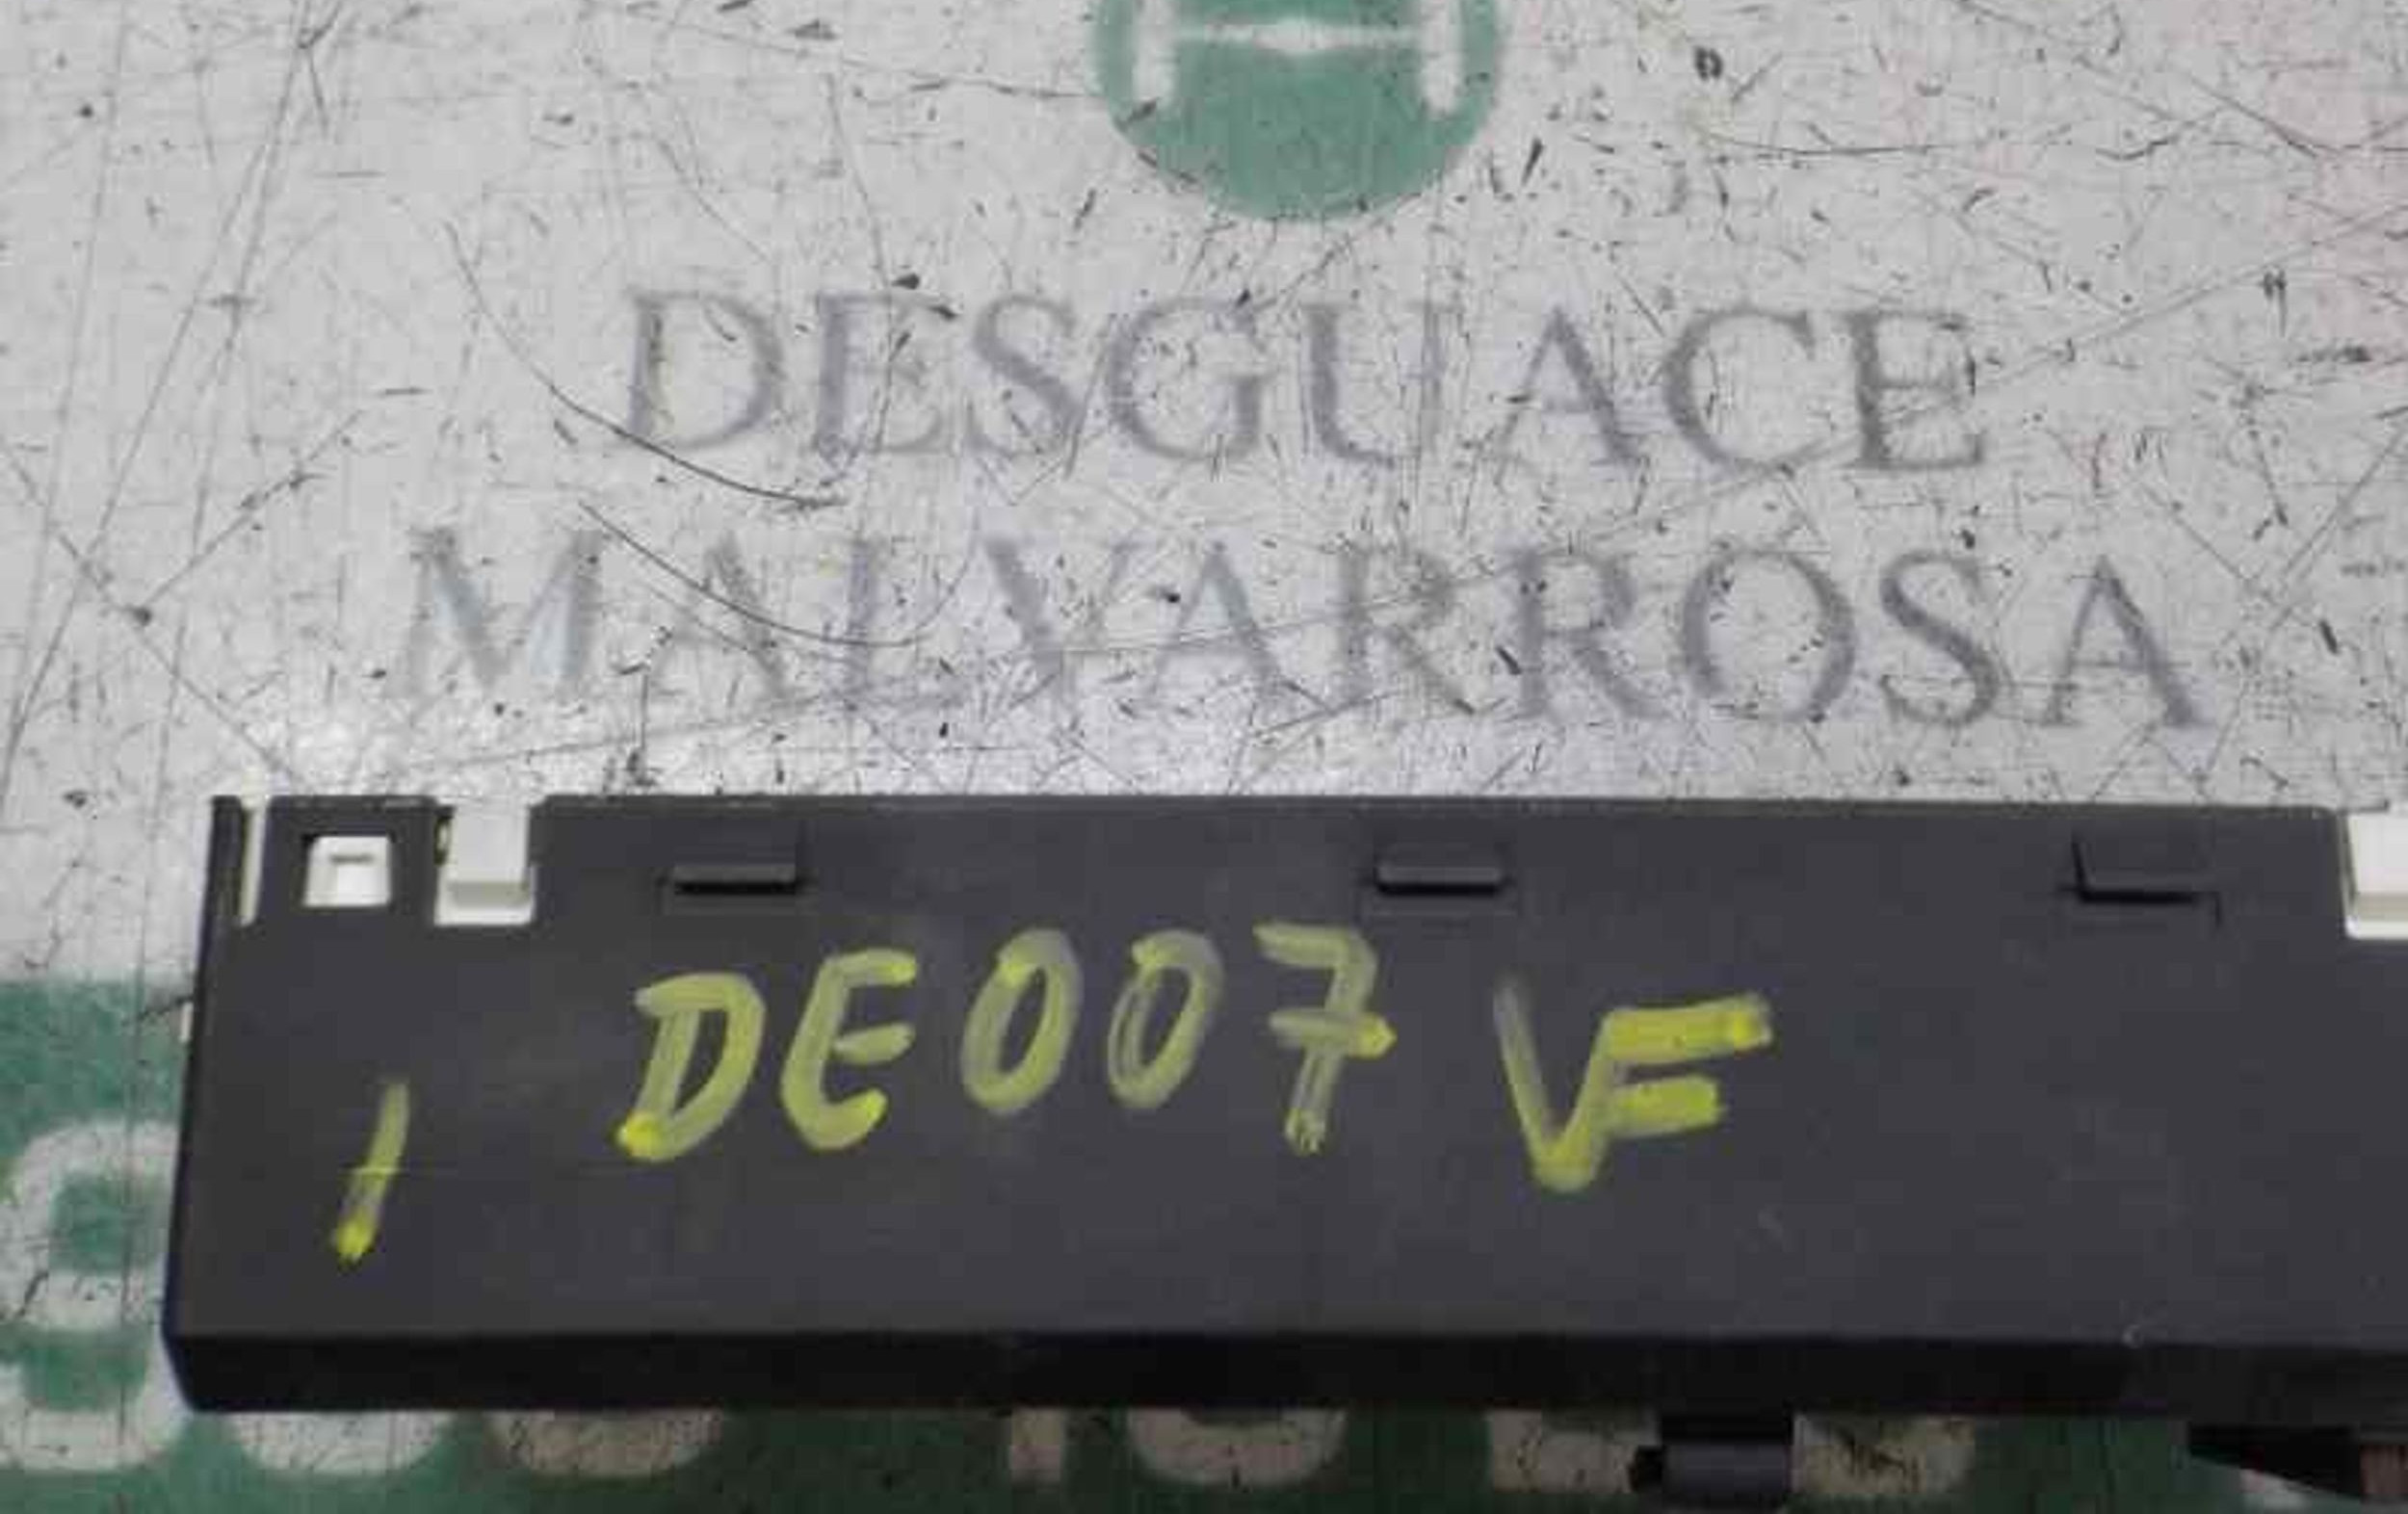 DESGUACE
MALVARROSA
DE007 VF
1